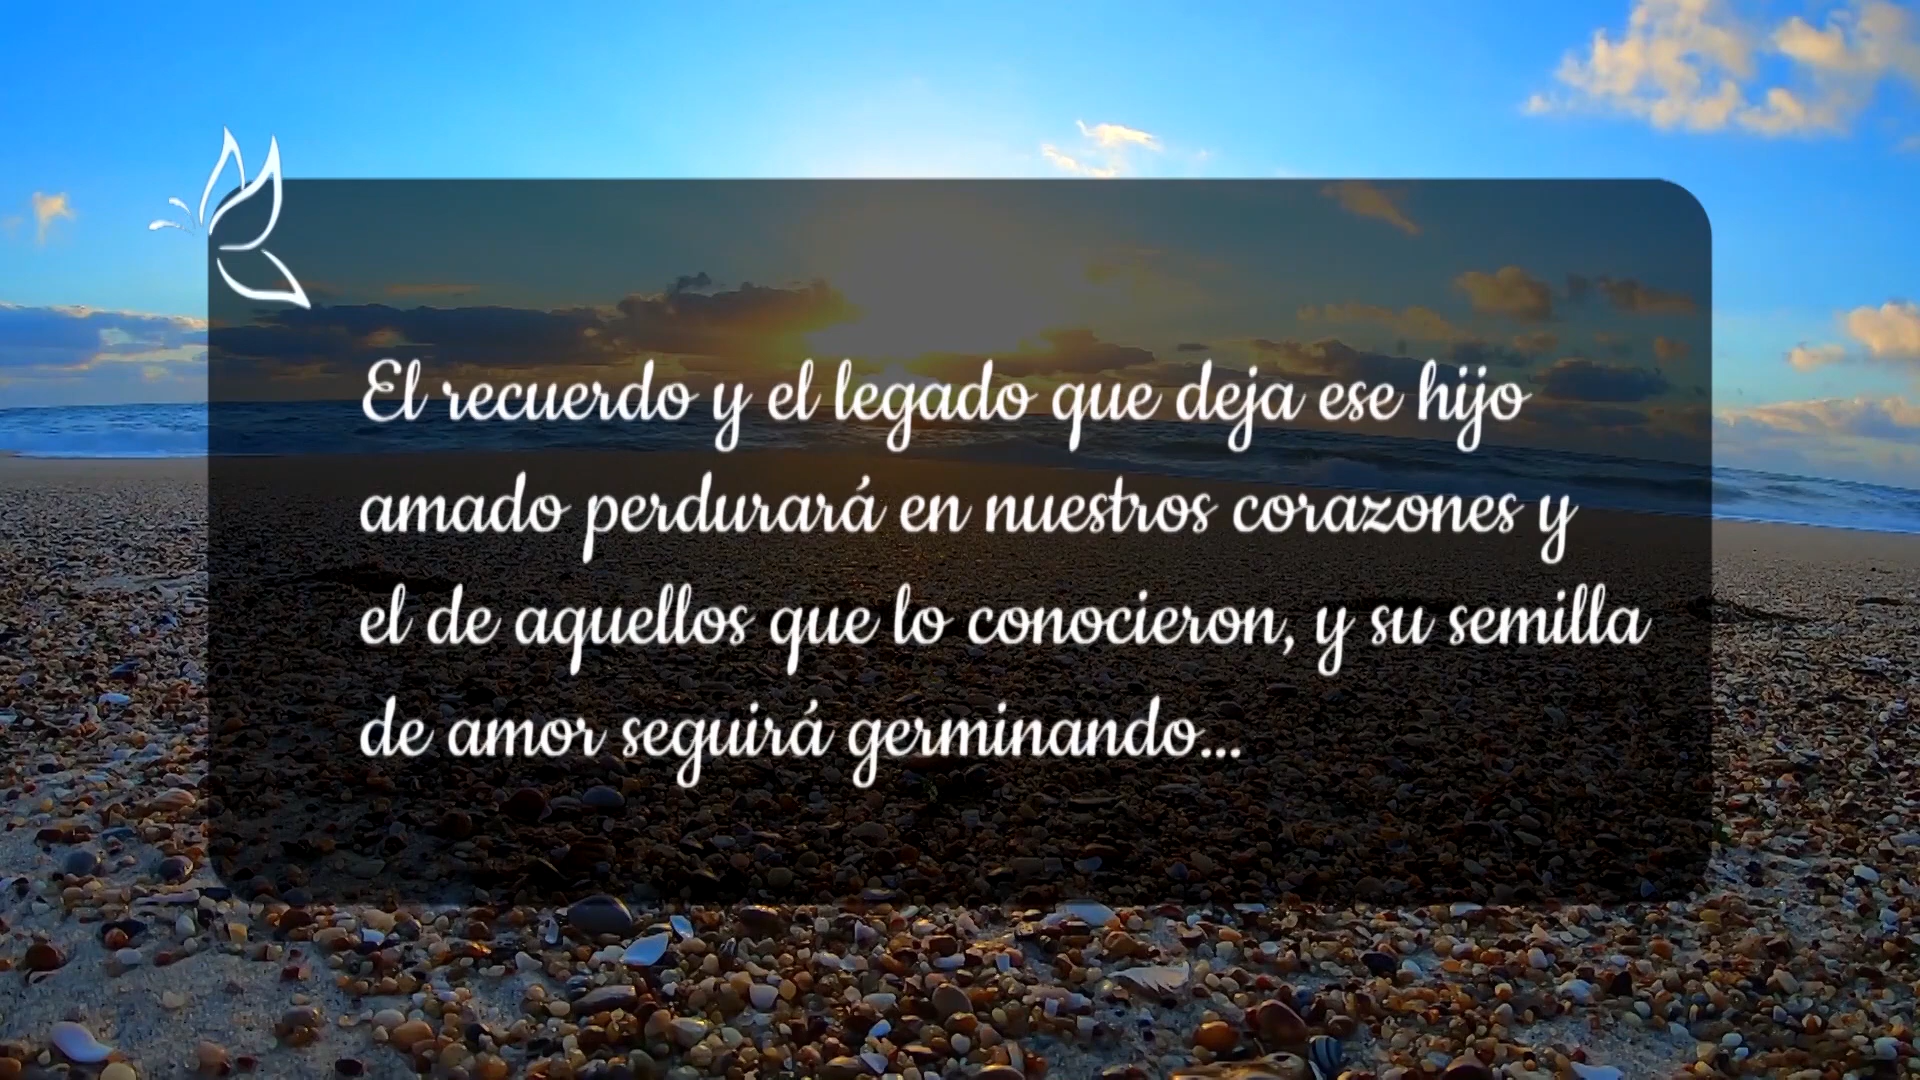 El recuerdo y el legado que deja ese hijo
amado perdurará en nuestros corazones y
el de aquellos que lo conocieron, y su semilla
de amor seguirá germinando...